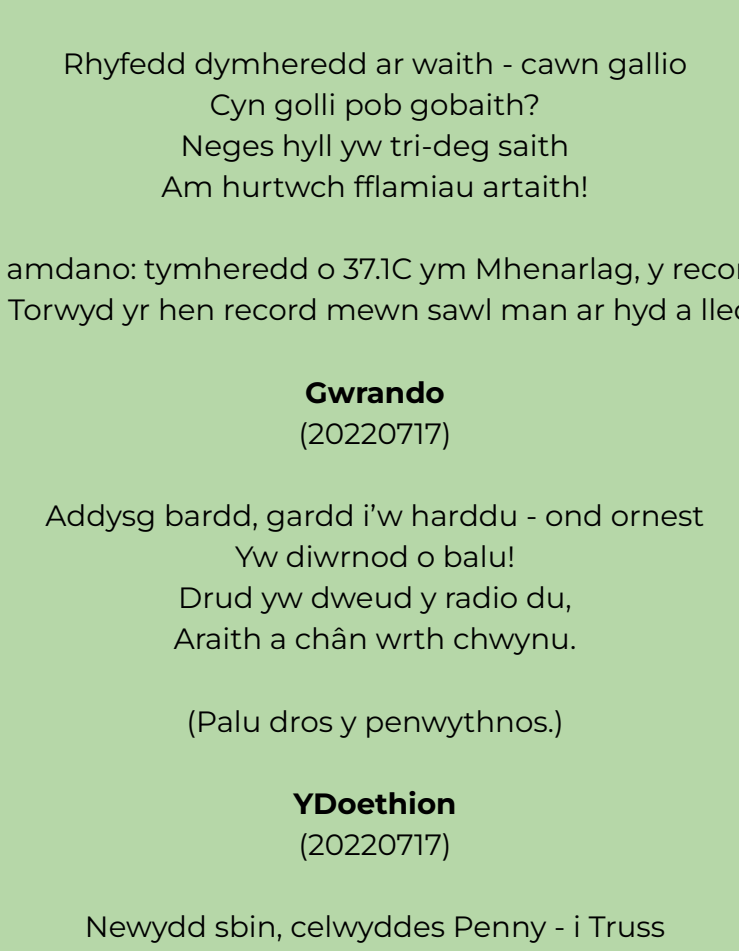 Rhyfedd dymheredd ar waith - cawn gallio
Cyn golli pob gobaith?
Neges hyll yw tri-deg saith
Am hurtwch fflamiau artaith!
amdano: tymheredd o 37.1C ym Mhenarlag, y
Torwyd yr hen record mewn sawl man ar hyd a
Gwrando
(20220717)
Addysg bardd, gardd i’w harddu - ond ornest
Yw diwrnod o balu!
Drud yw dweud y radio du,
Araith a chân wrth chwynu.
(Palu dros y penwythnos.)
YDoethion
(20220717)
Newydd sbin, celwyddes Penny - i Truss